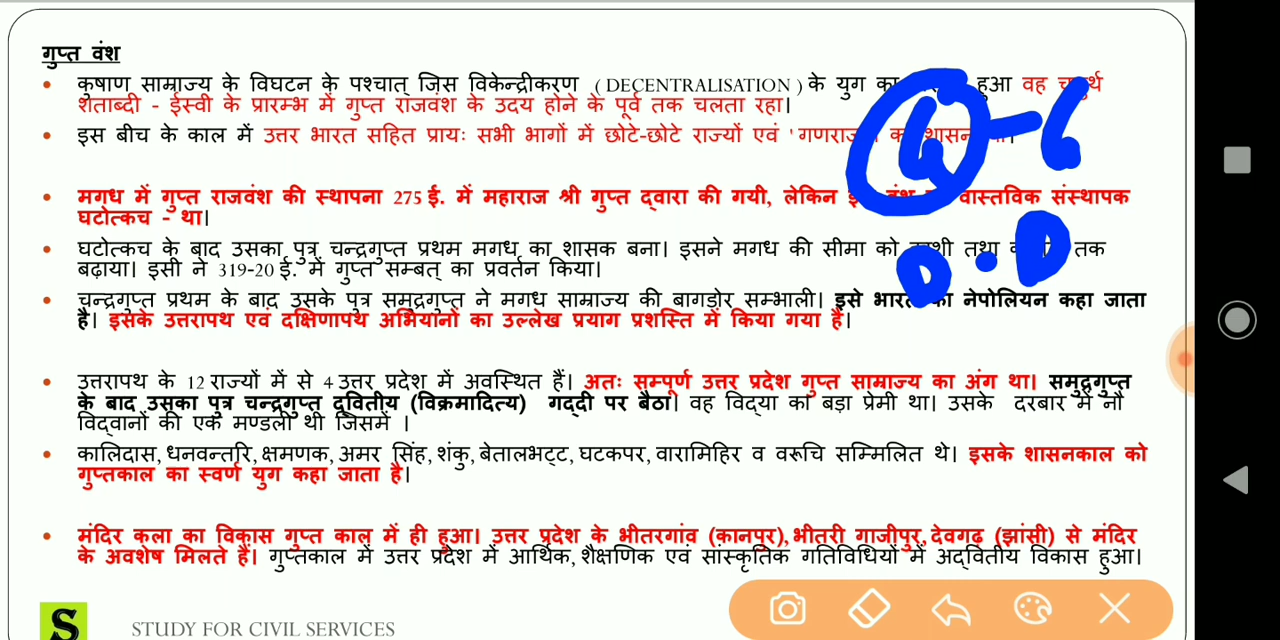 गुप्त वंश
• कुषाण साम्राज्य के विघटन के पश्चात् जिस विकेन्द्रीकरण (DECENTRALISATION) के युग हुआ वह
शताब्दी - ईस्वी के प्रारम्भ में गुप्त राजवंश के उदय होने के पूर्व तक चलता रहा।
• इस बीच के काल में उत्तर भारत सहित प्रायः सभी भागों में छोटे-छोटे राज्यों एवं '
• मगध में गुप्त राजवंश की स्थापना 275 ई. में महाराज श्री गुप्त द्वारा की गयी, लेकिन वास्तविक संस्थापक
घटोत्कच - था।
• घटोत्कच के बाद उसका पुत्र चन्द्रगुप्त प्रथम मगध का शासक बना। इसने मगध की सीमा को तक
बढ़ाया। इसी ने 319-20 ई. में गुप्त सम्बत् का प्रवर्तन किया।
• चन्द्रगुप्त प्रथम के बाद उसके पुत्र समुद्रगुप्त ने मगध साम्राज्य की बागडोर सम्भाली। इसे नेपोलियन कहा जाता
है। इसके उत्तरापथ एवं दक्षिणापथ अभियानों का उल्लेख प्रयाग प्रशस्ति में किया गया है।
• उत्तरापथ के 12 राज्यों में से 4 उत्तर प्रदेश में अवस्थित हैं। अतः सम्पूर्ण उत्तर प्रदेश गुप्त साम्राज्य का अंग था। समुद्रगुप्त
के बाद उसका पुत्र चन्द्रगुप्त द्वितीय (विक्रमादित्य) गद्दी पर बैठा। वह विद्या का बड़ा प्रेमी था। उसके दरबार में नौ
विद्वानों की एक मण्डली थी जिसमें ।
• कालिदास, धनवन्तरि, क्षमणक, अमर सिंह, शंकु, बेतालभट्ट, घटकपर, वारामिहिर व वरूचि सम्मिलित थे। इसके शासनकाल को
गुप्तकाल का स्वर्ण युग कहा जाता है।
• मंदिर कला का विकास गुप्त काल में ही हुआ। उत्तर प्रदेश के भीतरगांव (कानपुर), भीतरी गाजीपुर, देवगढ़ (झांसी) से मंदिर
के अवशेष मिलते हैं। गुप्तकाल में उत्तर प्रदेश में आर्थिक, शैक्षणिक एवं सांस्कृतिक गतिविधियों में अद्वितीय विकास हुआ।
S STUDY FOR CIVIL SERVICES